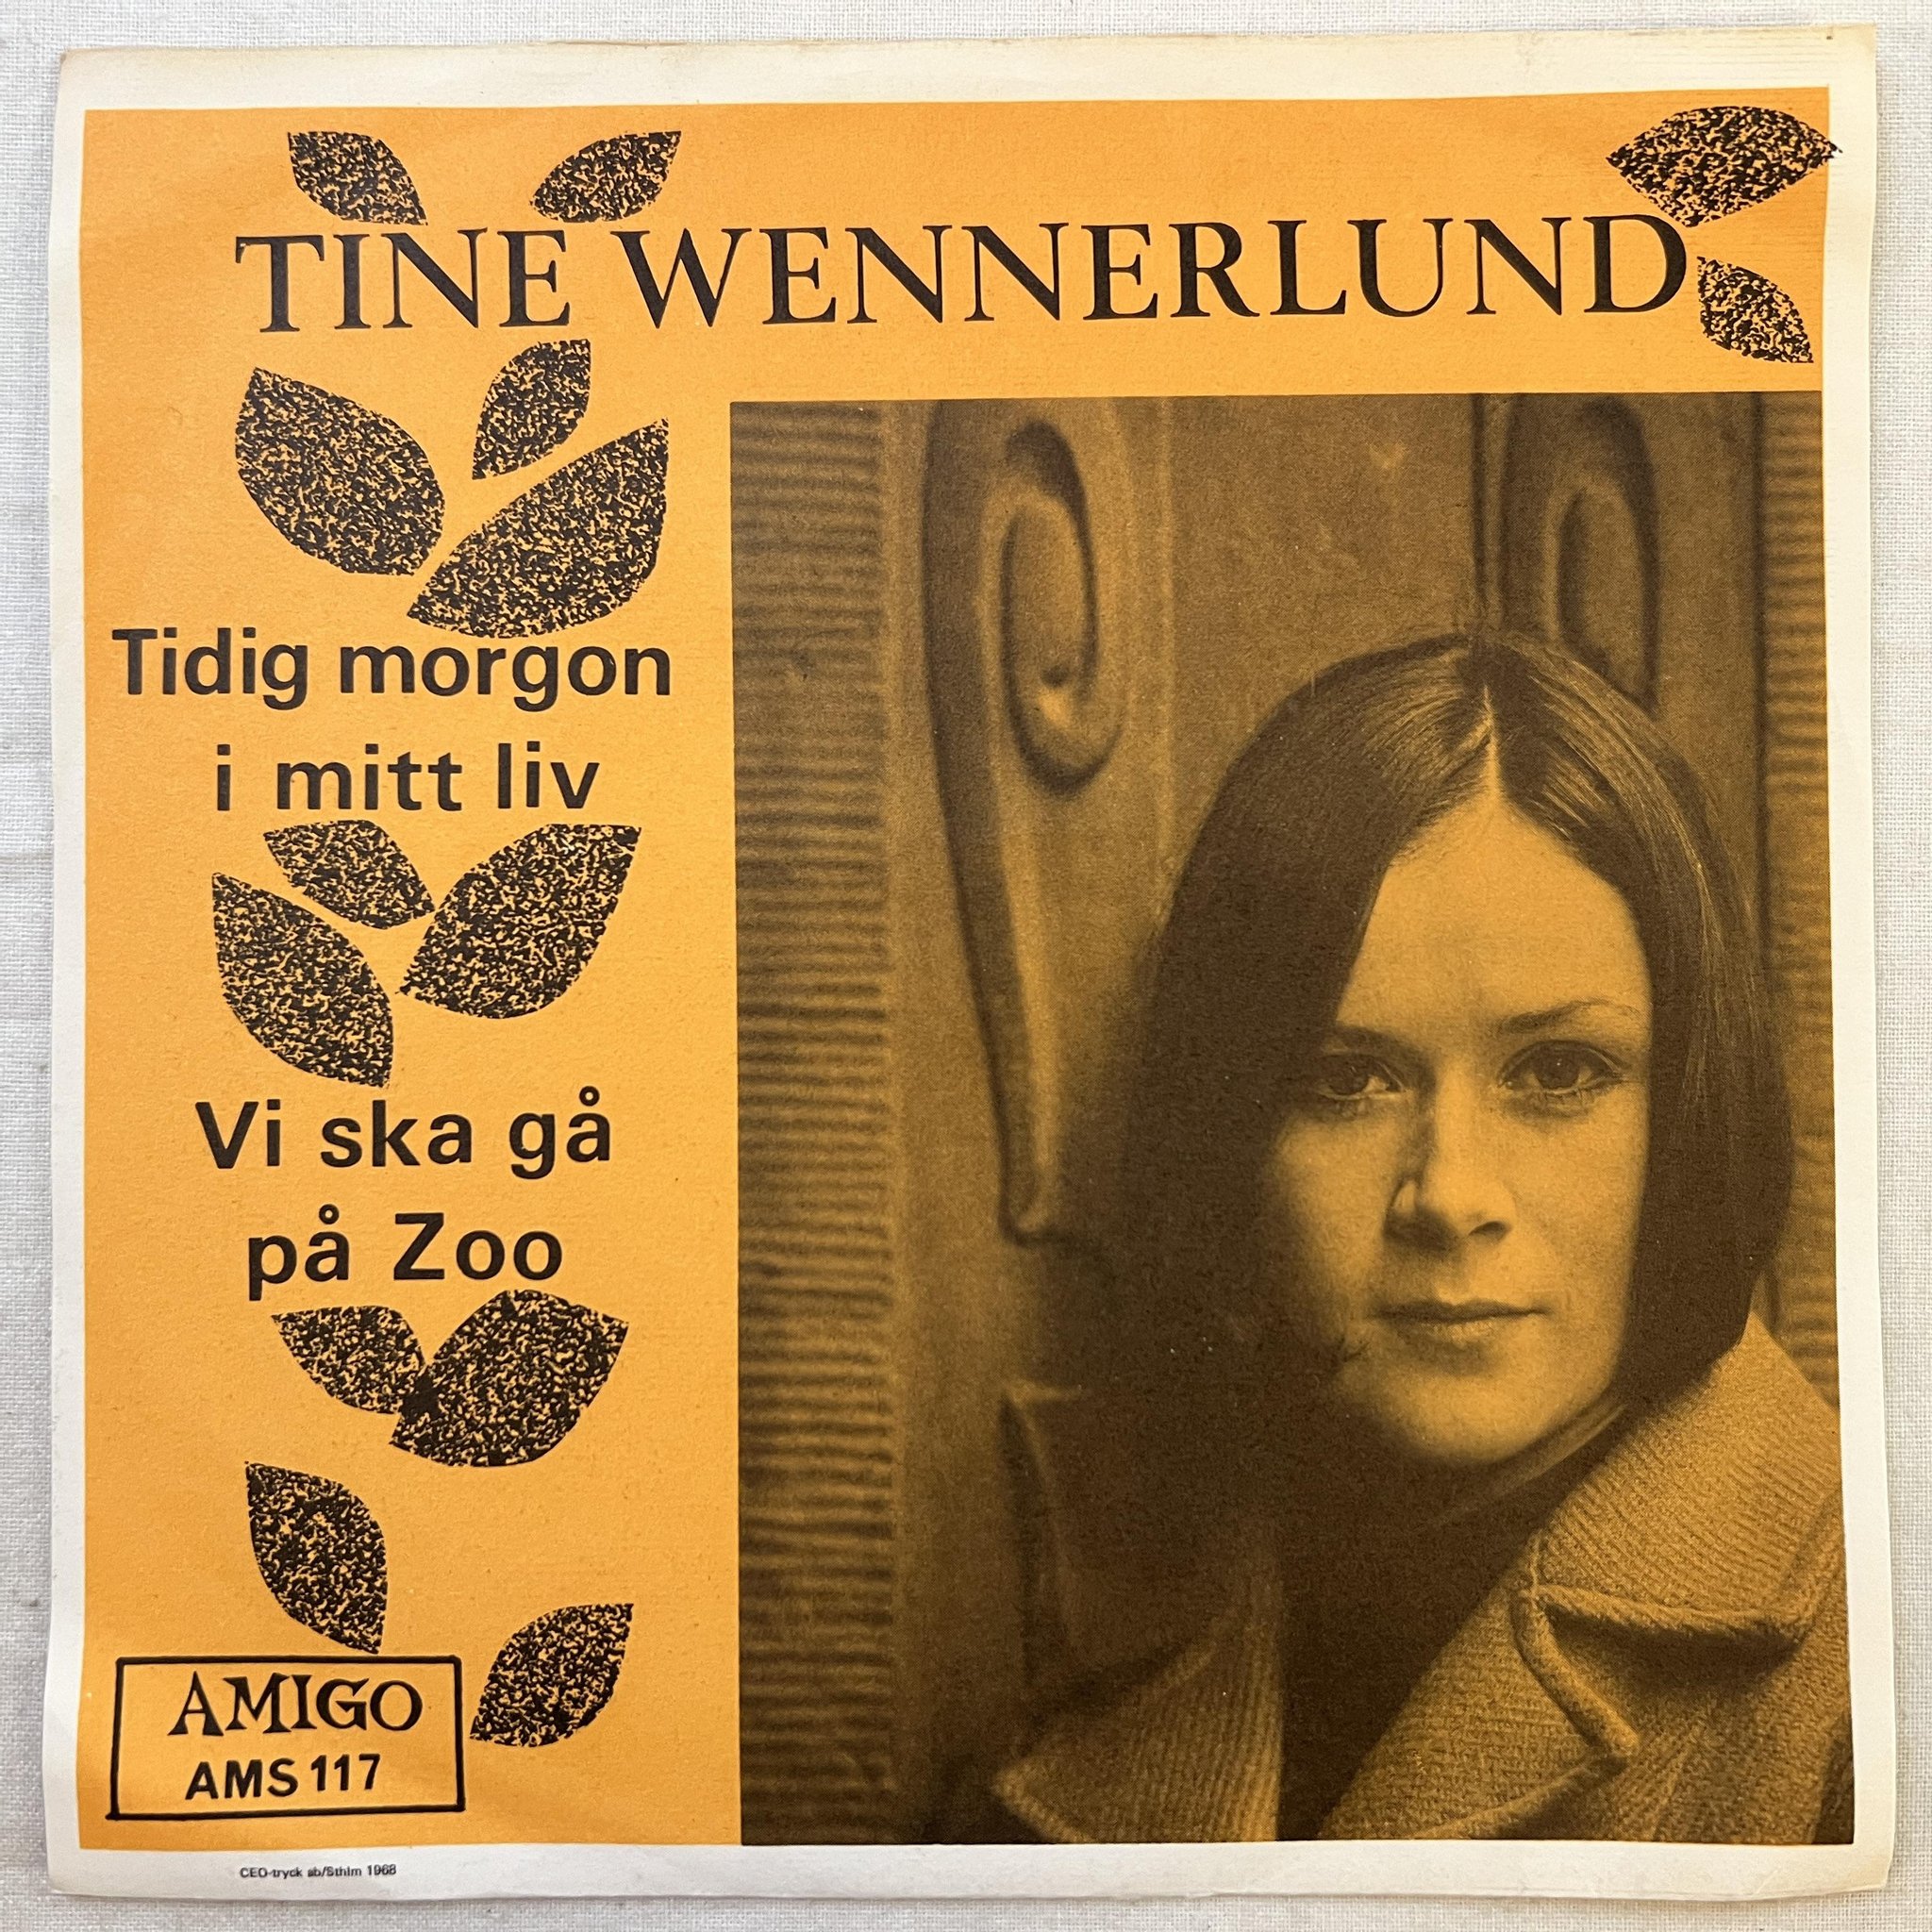 TINE WENNERLUND
Tidig morgon
i mitt liv
Vi ska gå
på Zoo
AMIGO
AMS 117
CEO-tryck ab/Sthlm 1968